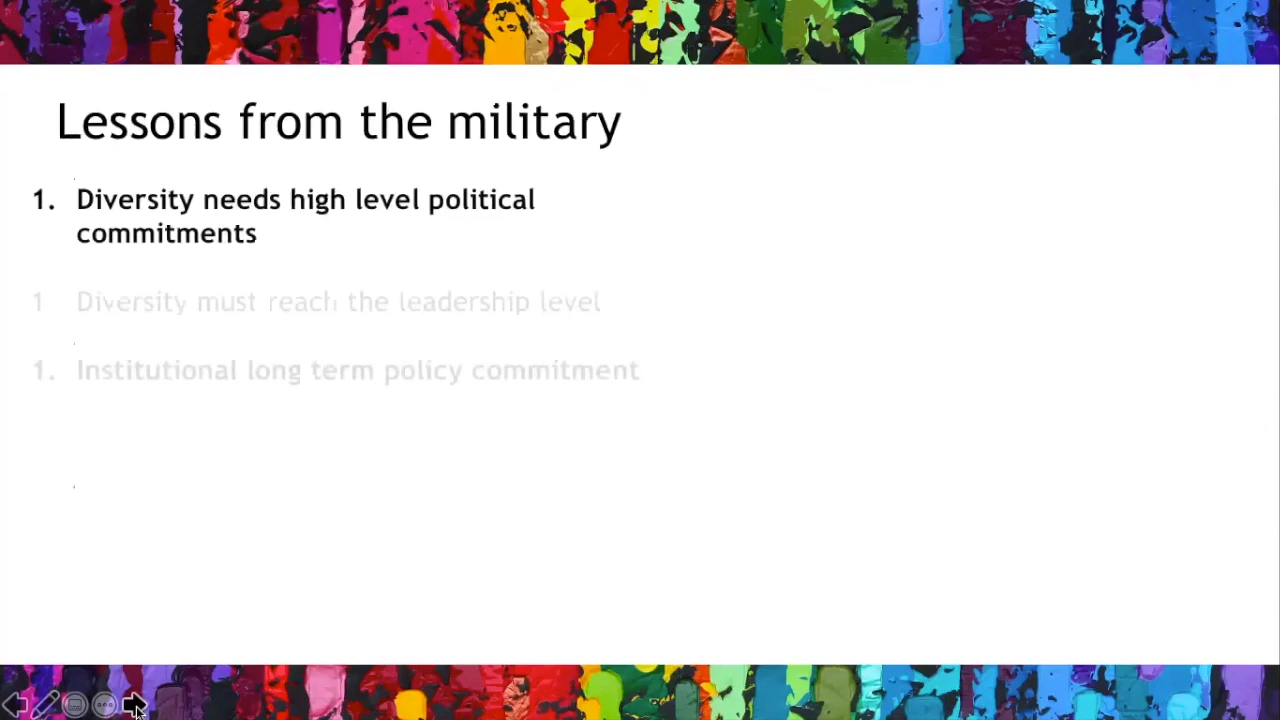 Lessons from the military
1. Diversity needs high level political
commitments
1 Diversity must reach the leadership level
1. Institutional long term policy commitment